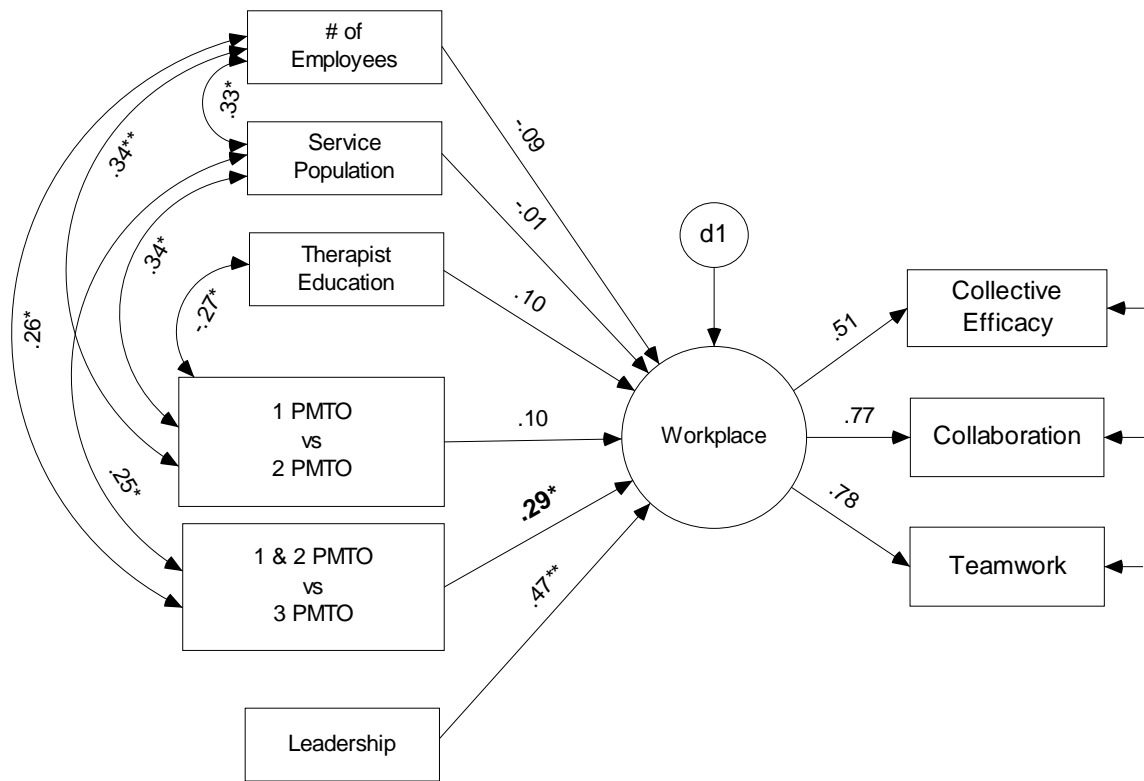 # of
Employees
.33*
-.09
.34**
Service
Population
-.01
.34*
d1
Therapist
Education
.10
-.27*
Collective
Efficacy
.51
.26*
1 PMTO
vs
2 PMTO
.10
Workplace
.77
Collaboration
.25*
.29*
.78
1 & 2 PMTO
vs
3 PMTO
Teamwork
.47**
Leadership